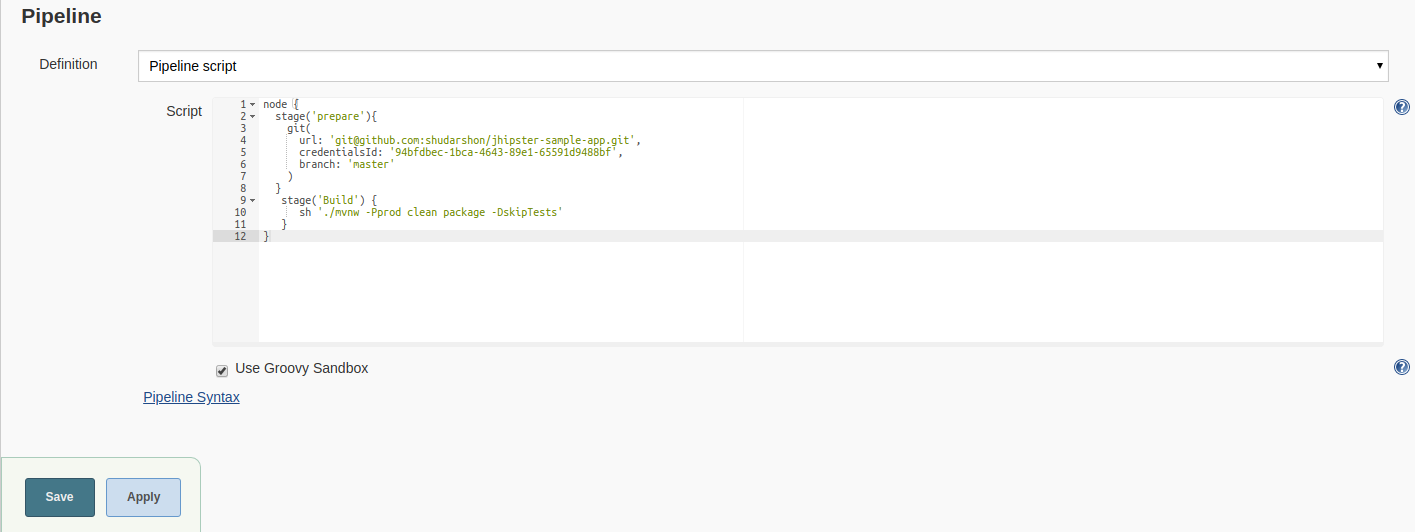 Pipeline
Definition
Pipeline script
Script
1 node {
2 stage('prepare'){
3 git(
4 url: 'git@github.com:shudarshon/jhipster-sample-app.git',
5 credentialsId: '94bfdbec-1bca-4643-89e1-65591d9488bf',
6 branch: 'master'
7 )
8 }
9 stage('Build') {
10 sh './mvnw -Pprod clean package -DskipTests'
11 }
12 }
Use Groovy Sandbox
Pipeline Syntax
Save
Apply